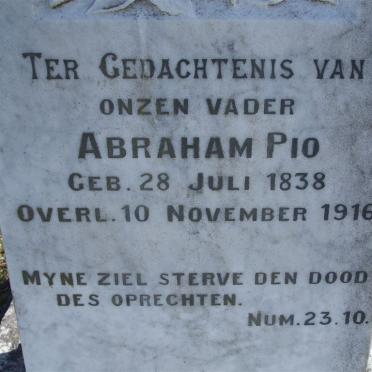 TER GEDACHTENIS VAN
ONZEN VADER
ABRAHAM PIO
GEB. 28 JULI 1838
OVERL. 10 NOVEMBER 1916
MYNE ZIEL STERVE DEN DOOD
DES OPRECHTEN.
NUM. 23.10.